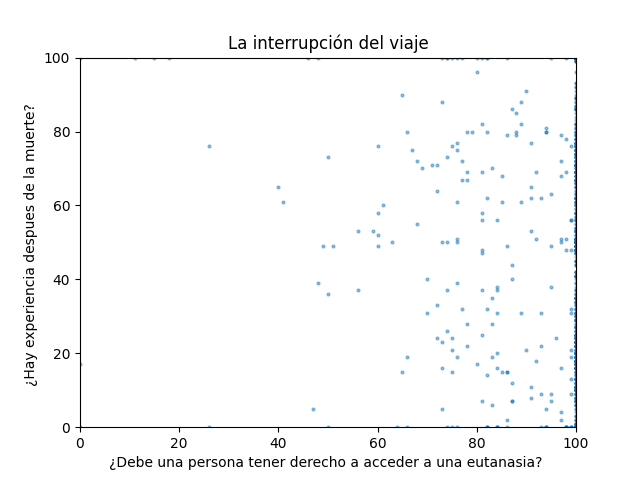 La interrupción del viaje
¿Hay experiencia despues de la muerte?
100
80
60
40
20
0
0 20 40 60 80 100
¿Debe una persona tener derecho a acceder a una eutanasia?